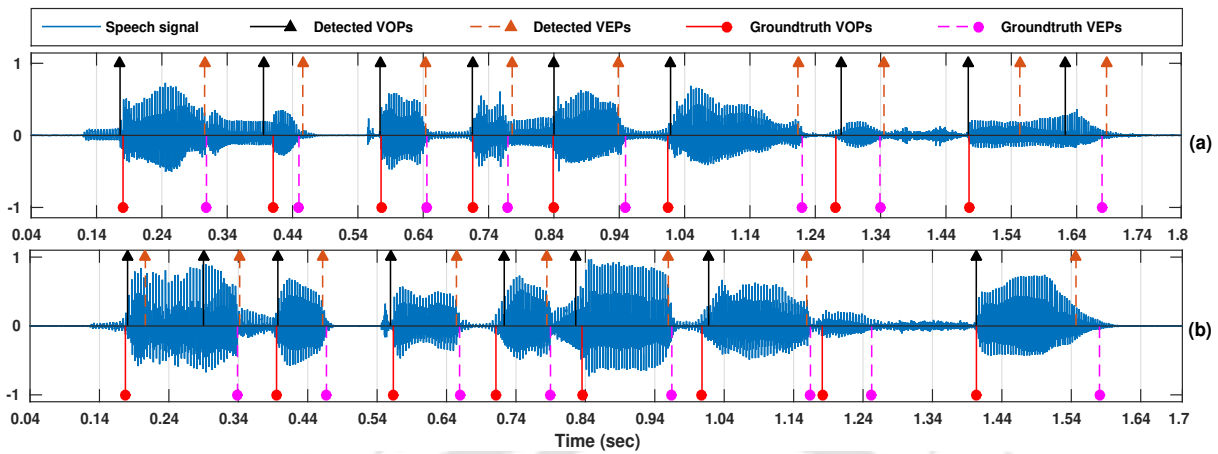 Speech signal Detected VOPs Detected VEPs Groundtruth VOPs Groundtruth VEPs
1
0
-1
(a)
0.04 0.14 0.24 0.34 0.44 0.54 0.64 0.74 0.84 0.94 1.04 1.14 1.24 1.34 1.44 1.54 1.64 1.74 1.8
1
0
-1
(b)
0.04 0.14 0.24 0.34 0.44 0.54 0.64 0.74 0.84 0.94 1.04 1.14 1.24 1.34 1.44 1.54 1.7
Time (sec)